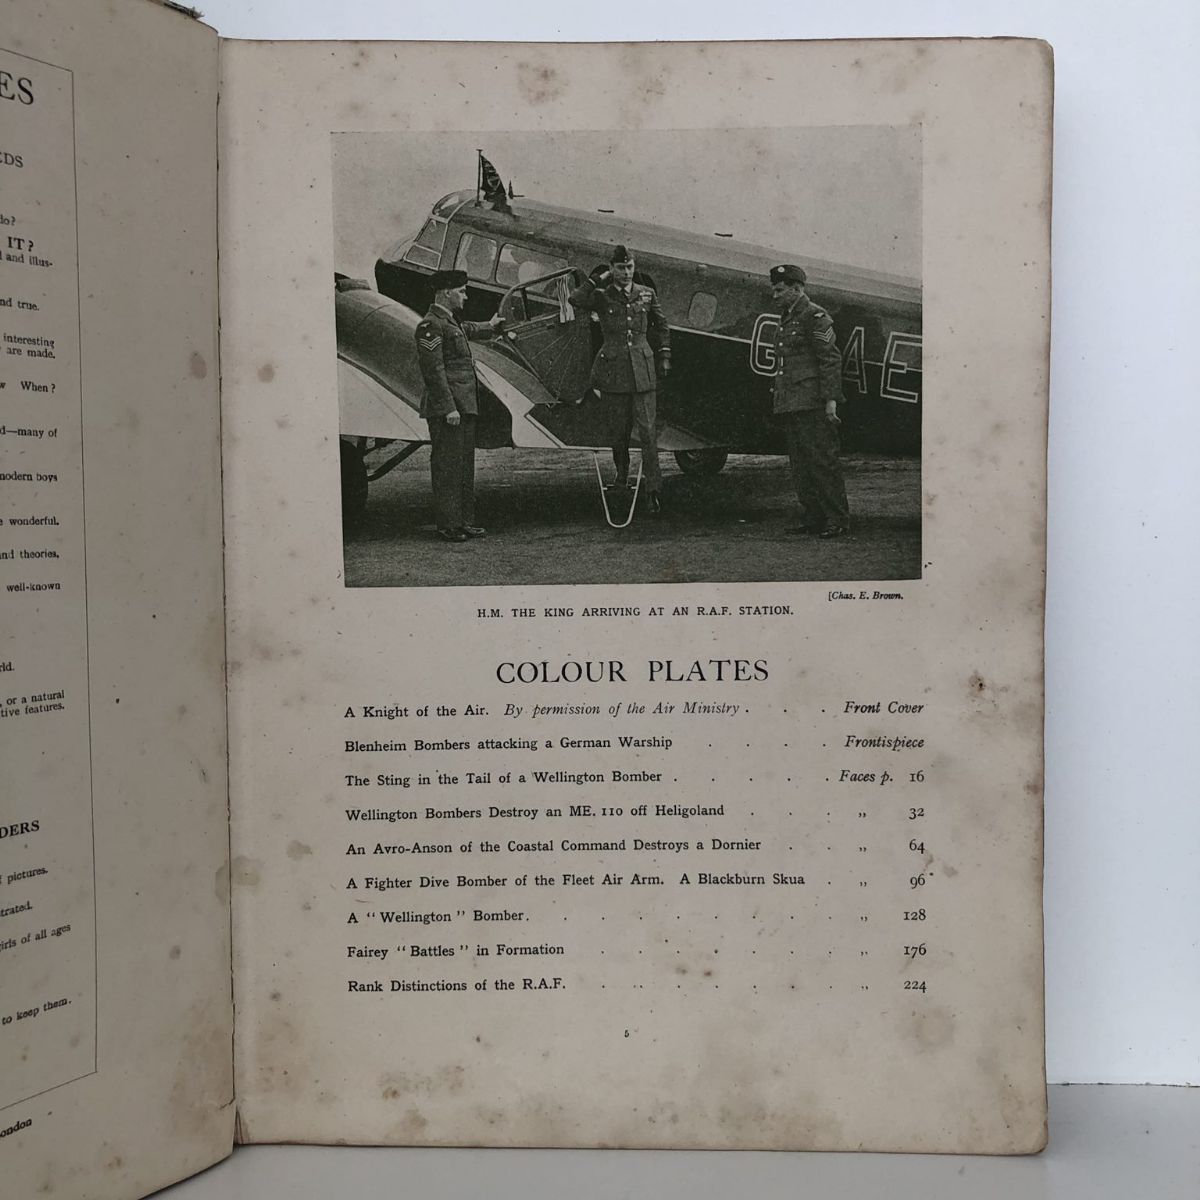 ES
EDS
do?
IT?
l and illus-
nd true.
interesting
are made.
w When?
d—many of
modern boys
e wonderful.
and theories,
well-known
rld.
, or a natural
tive features.
DERS
f pictures.
trated.
girls of all ages
to keep them.
ondon
G AE
[Chas. E. Brown.
H.M. THE KING ARRIVING AT AN R.A.F. STATION.
COLOUR PLATES
A Knight of the Air. By permission of the Air Ministry . . . Front Cover
Blenheim Bombers attacking a German Warship . . . . Frontispiece
The Sting in the Tail of a Wellington Bomber . . . . . Faces p. 16
Wellington Bombers Destroy an ME. 110 off Heligoland . . . ,, 32
An Avro-Anson of the Coastal Command Destroys a Dornier . . ,, 64
A Fighter Dive Bomber of the Fleet Air Arm. A Blackburn Skua . ,, 96
A “Wellington” Bomber. . . . . . . . . ,, 128
Fairey “Battles” in Formation . . . . . . . ,, 176
Rank Distinctions of the R.A.F. . . . . . . . ,, 224
5